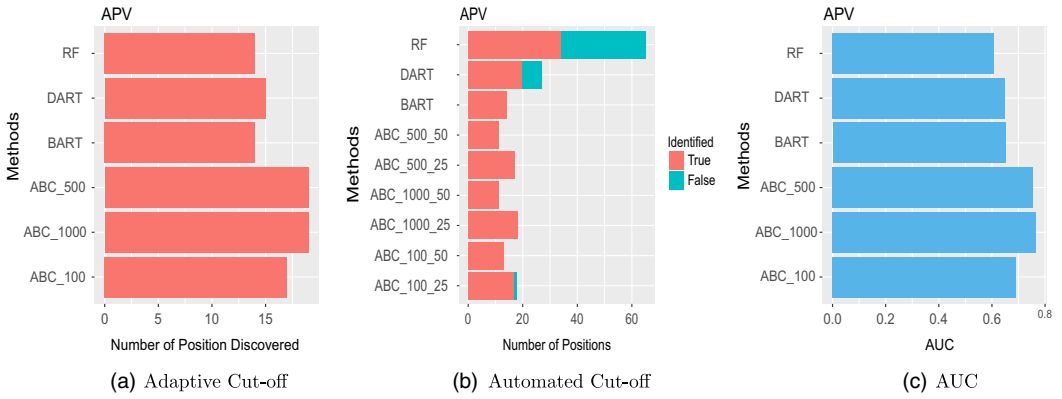 APV
RF
DART
BART
ABC_500
ABC_1000
ABC_100
Methods
0 5 10 15
Number of Position Discovered
(a) Adaptive Cut-off
APV
RF
DART
BART
ABC_500_50
ABC_500_25
ABC_1000_50
ABC_1000_25
ABC_100_50
ABC_100_25
Methods
0 20 40 60
Number of Positions
Identified
True
False
(b) Automated Cut-off
APV
RF
DART
BART
ABC_500
ABC_1000
ABC_100
Methods
0.0 0.2 0.4 0.6 0.8
AUC
(c) AUC